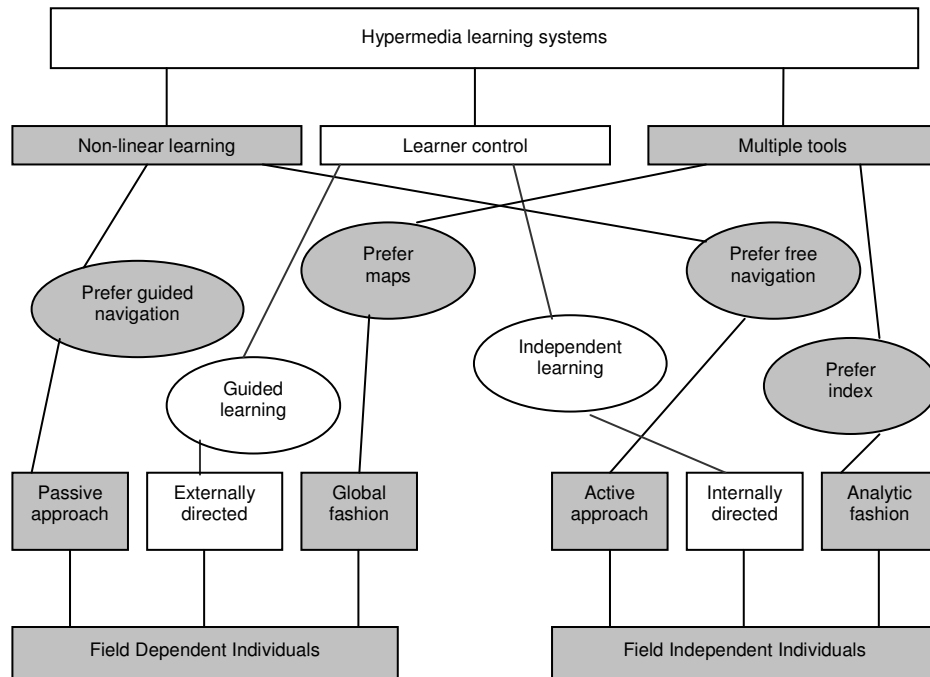 Hypermedia learning systems
Non-linear learning
Learner control
Multiple tools
Prefer guided
navigation
Prefer
maps
Prefer free
navigation
Guided
learning
Independent
learning
Prefer
index
Passive
approach
Externally
directed
Global
fashion
Active
approach
Internally
directed
Analytic
fashion
Field Dependent Individuals
Field Independent Individuals